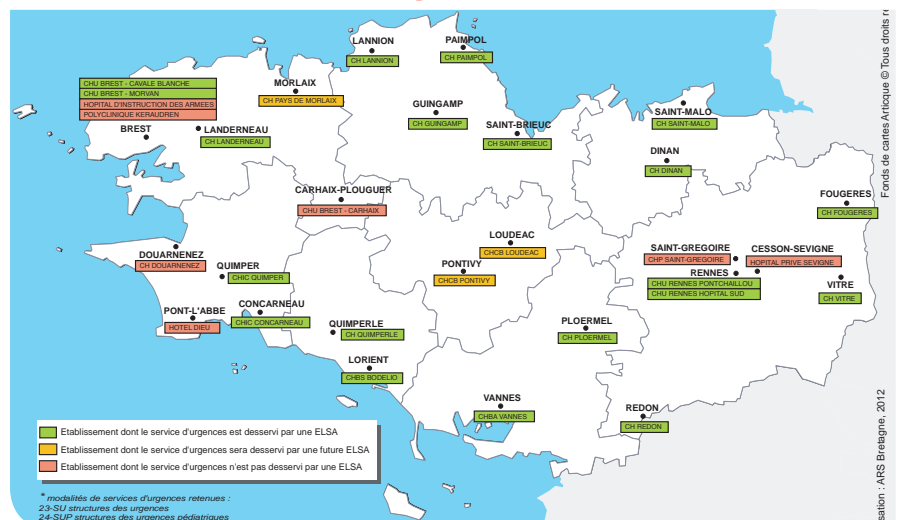 LANNION
CH LANNION
PAIMPOL
CH PAIMPOL
CHU BREST - CAVALE BLANCHE
CHU BREST - MORVAN
HOPITAL D'INSTRUCTION DES ARMEES
POLYCLINIQUE KERAUDREN
BREST
MORLAIX
CH PAYS DE MORLAIX
LANDERNEAU
CH LANDERNEAU
GUINGAMP
CH GUINGAMP
SAINT-BRIEUC
CH SAINT-BRIEUC
SAINT-MALO
CH SAINT-MALO
DINAN
CH DINAN
CARHAIX-PLOUGUER
CHU BREST - CARHAIX
FOUGERES
CH FOUGERES
LOUDEAC
CHCB LOUDEAC
PONTIVY
CHCB PONTIVY
SAINT-GREGOIRE
CHP SAINT-GREGOIRE
CESSON-SEVIGNE
HOPITAL PRIVE SEVIGNE
RENNES
CHU RENNES PONTCHAILLOU
CHU RENNES HOPITAL SUD
VITRE
CH VITRE
DOUARNENEZ
CH DOUARNENEZ
QUIMPER
CHIC QUIMPER
PONT-L'ABBE
HOTEL DIEU
CONCARNEAU
CHIC CONCARNEAU
QUIMPERLE
CH QUIMPERLE
LORIENT
CHBS BODELIO
PLOERMEL
CH PLOERMEL
VANNES
CHBA VANNES
REDON
CH REDON
Etablissement dont le service d'urgences est desservi par une ELSA
Etablissement dont le service d'urgences sera desservi par une future ELSA
Etablissement dont le service d'urgences n'est pas desservi par une ELSA
* modalités de services d'urgences retenues :
23-SU structures des urgences
24-SUP structures des urgences pédiatriques
Fonds de cartes Articque © Tous droits
sation : ARS Bretagne, 2012